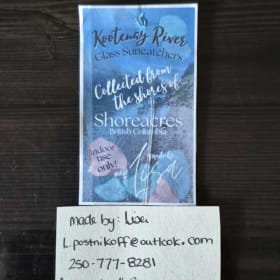 Kootenay River
Glass Suncatchers
Collected from
the shores of
Shoreacres
British Columbia
Indoor
use
only!
Lisa
made by: Lisa
L.postnikoff@outlook.com
250-777-8281